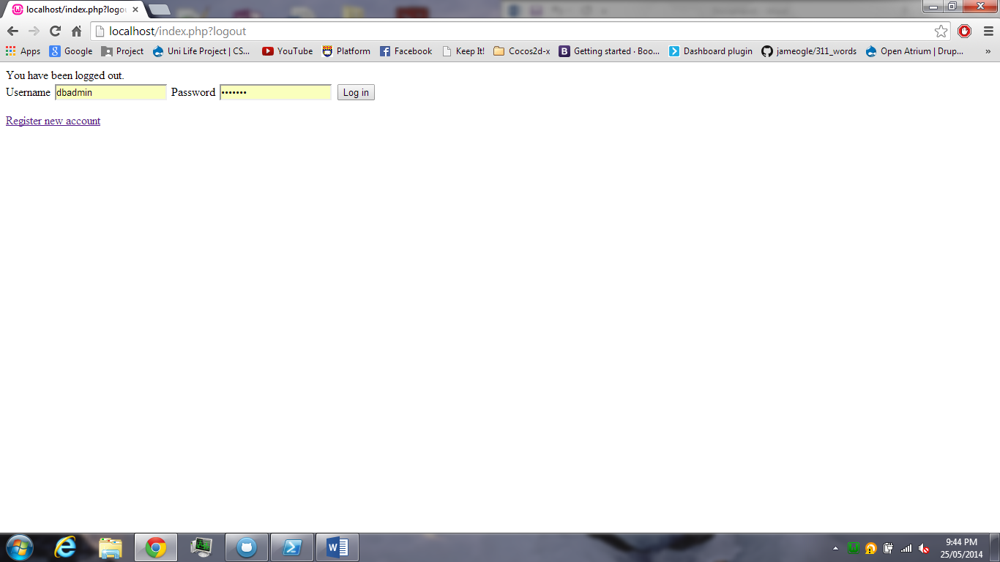 localhost/index.php?logou
localhost/index.php?logout
Apps Google Project Uni Life Project | CS... YouTube Platform Facebook Keep It! Cocos2d-x Getting started · Boo... Dashboard plugin jameogle/311_words Open Atrium | Drup... »
You have been logged out.
Username dbadmin Password ••••••• Log in
Register new account
9:44 PM
25/05/2014